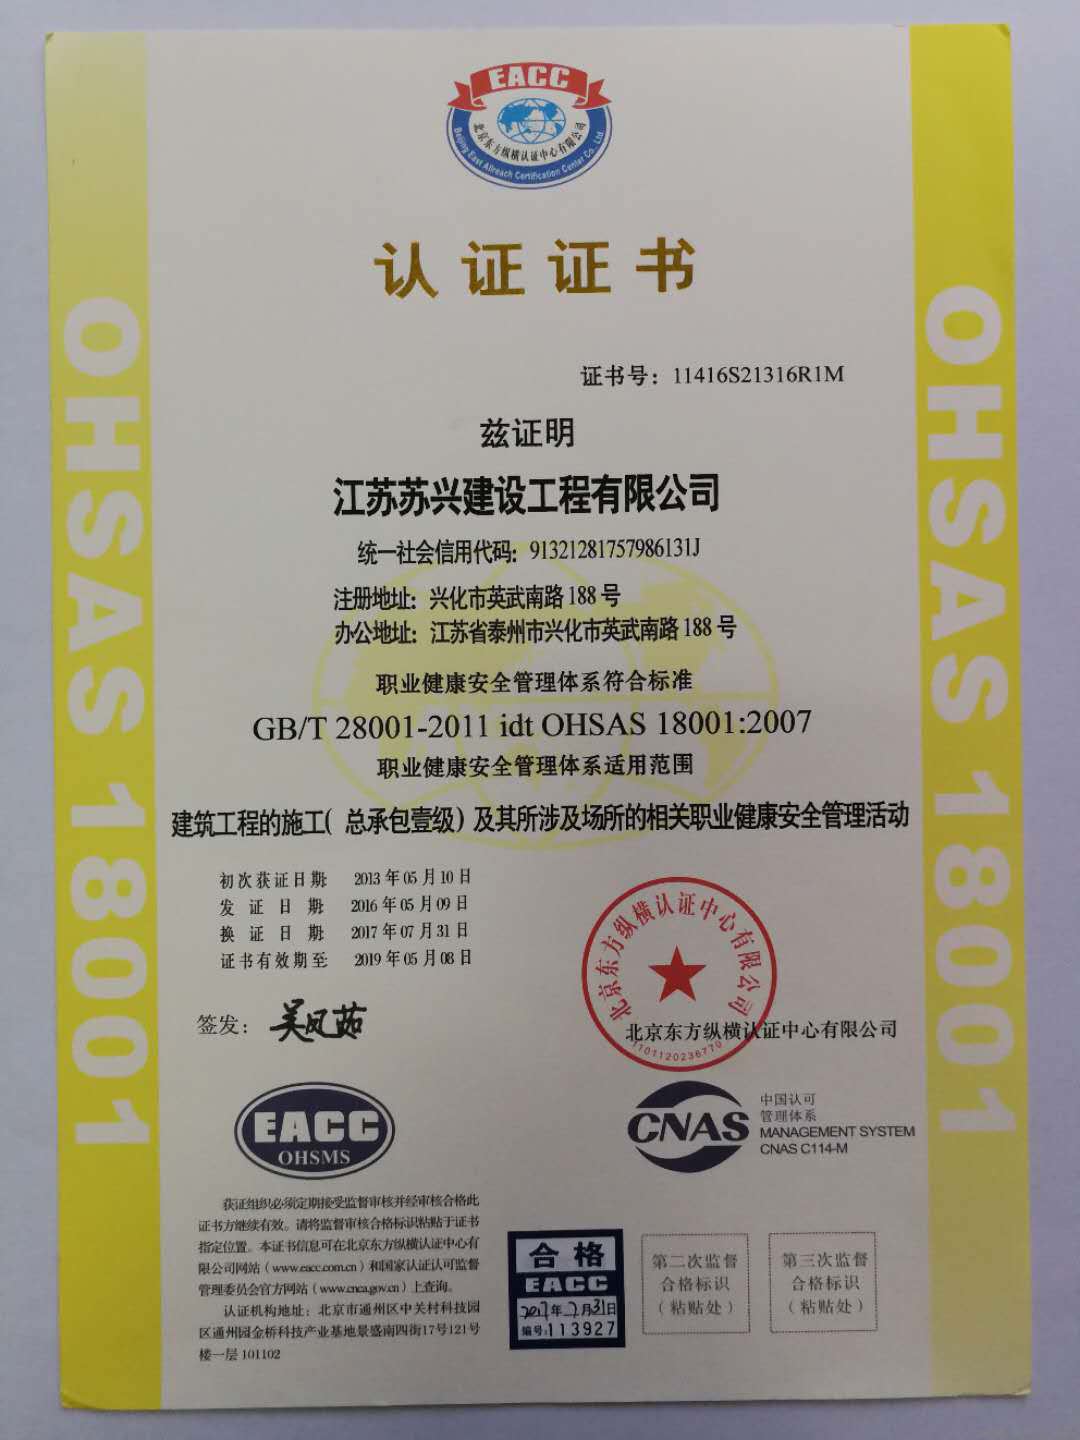 EACC
北京东方纵横认证中心有限公司
Beijing East Allreach Certification Center Co., Ltd.
认证证书
证书号：11416S21316R1M
兹证明
江苏苏兴建设工程有限公司
统一社会信用代码：91321281757986131J
注册地址：兴化市英武南路188号
办公地址：江苏省泰州市兴化市英武南路188号
职业健康安全管理体系符合标准
GB/T 28001-2011 idt OHSAS 18001:2007
职业健康安全管理体系适用范围
建筑工程的施工(总承包壹级）及其所涉及场所的相关职业健康安全管理活动
初次获证日期: 2013年05月10日
发证日期: 2016年05月09日
换证日期: 2017年07月31日
证书有效期至 2019年05月08日
签发：吴凤茹
北京东方纵横认证中心有限公司
1101120236770
北京东方纵横认证中心有限公司
EACC
OHSMS
CNAS
中国认可
管理体系
MANAGEMENT SYSTEM
CNAS C114-M
获证组织必须定期接受监督审核并经审核合格此
证书方继续有效。请将监督审核合格标识粘贴于证书
指定位置。本证书信息可在北京东方纵横认证中心有
限公司网站（www.eacc.com.cn）和国家认证认可监督
管理委员会官方网站（www.cnca.gov.cn）上查询。
认证机构地址：北京市通州区中关村科技园
区通州园金桥科技产业基地景盛南四街17号121号
楼一层 101102
合格
EACC
2017年7月31日
编号:113927
第二次监督
合格标识
（粘贴处）
第三次监督
合格标识
（粘贴处）
OHSAS 18001
OHSAS 18001